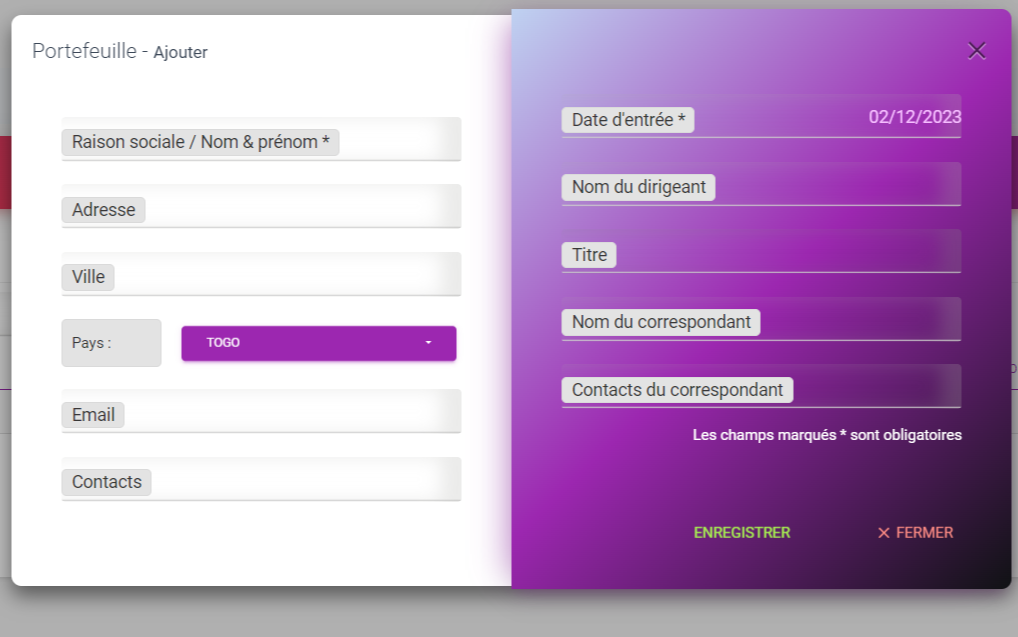 Portefeuille - Ajouter
Raison sociale / Nom & prénom *
Adresse
Ville
Pays :
TOGO
Email
Contacts
Date d'entrée *
02/12/2023
Nom du dirigeant
Titre
Nom du correspondant
Contacts du correspondant
Les champs marqués * sont obligatoires
ENREGISTRER
FERMER